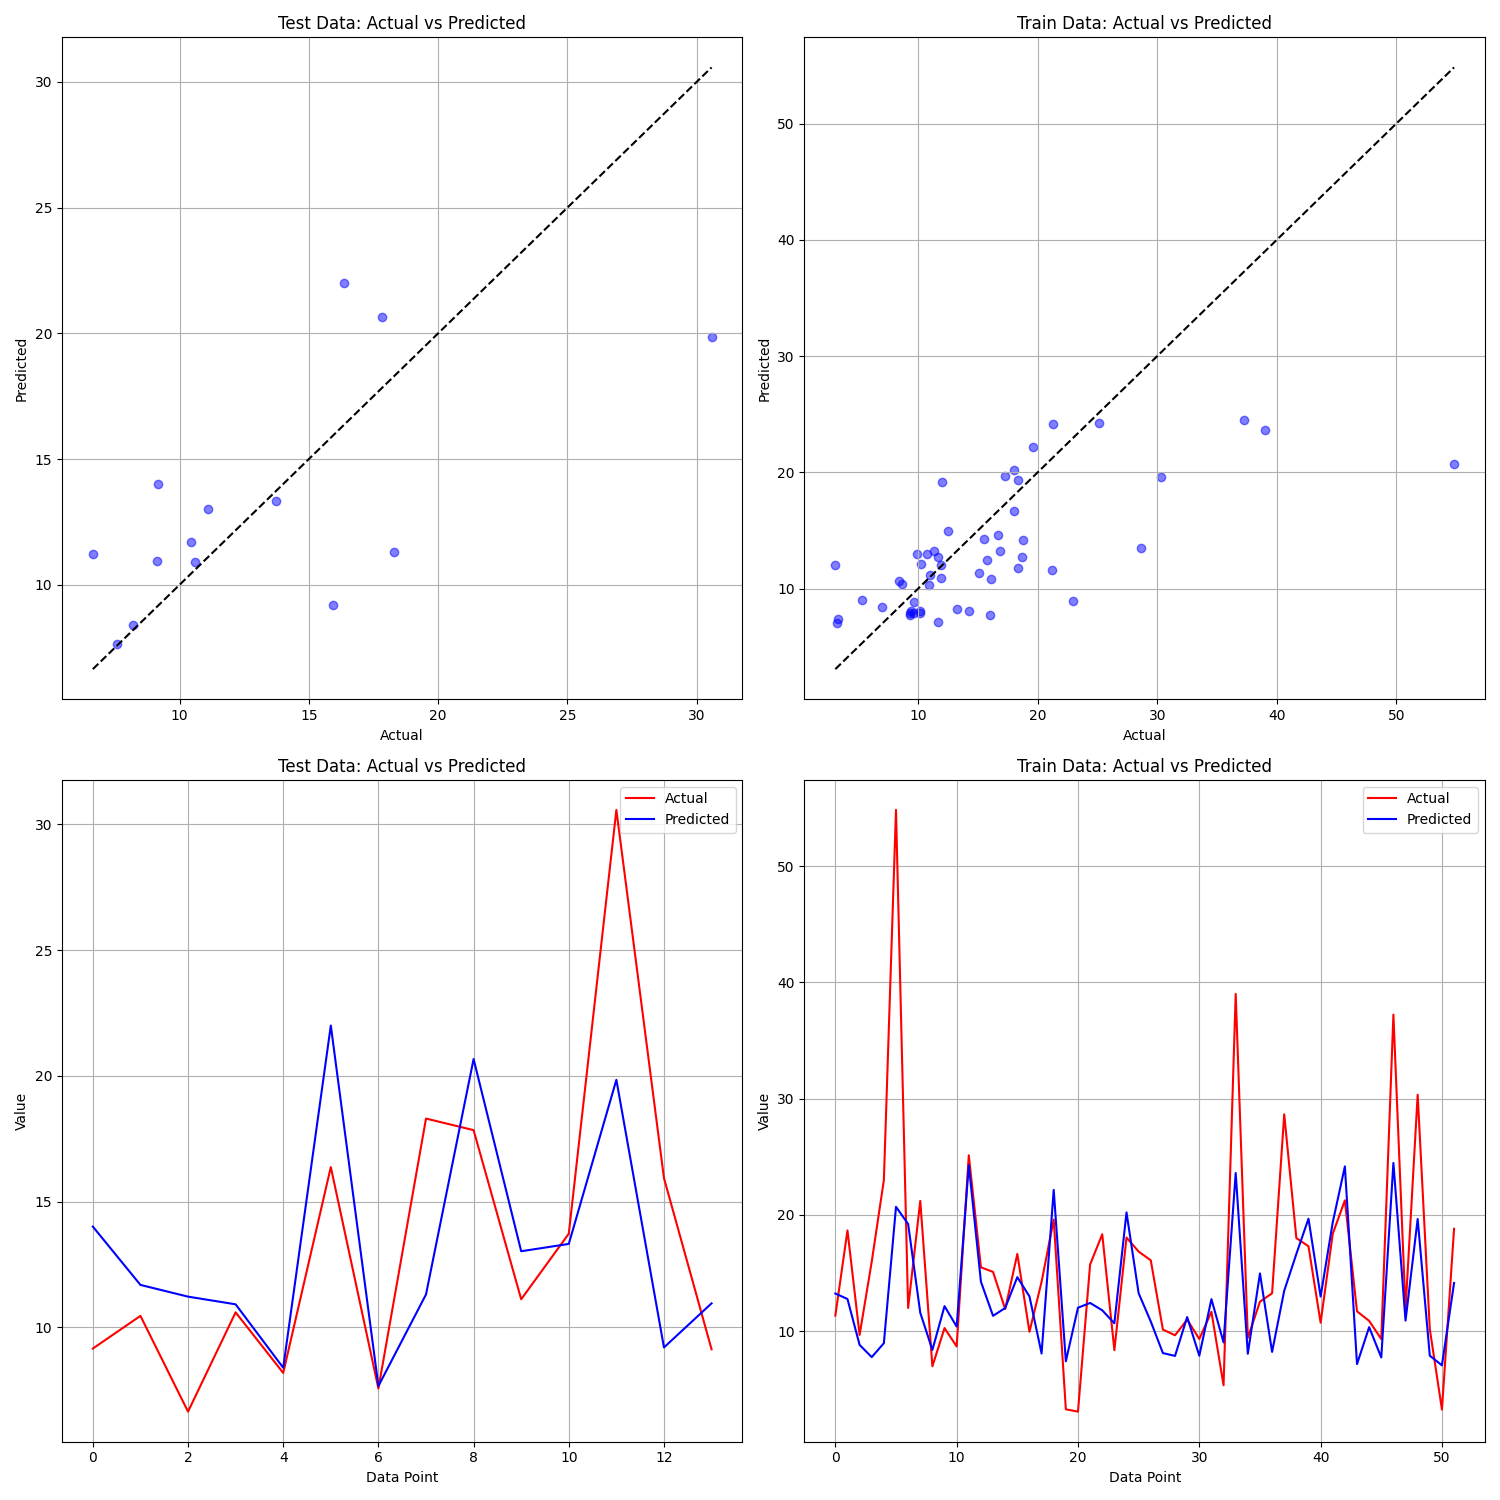 Test Data: Actual vs Predicted
30
25
20
15
10
Predicted
10 15 20 25 30
Actual
Train Data: Actual vs Predicted
50
40
30
20
10
Predicted
10 20 30 40 50
Actual
Test Data: Actual vs Predicted
Actual
Predicted
30
25
20
15
10
Value
0 2 4 6 8 10 12
Data Point
Train Data: Actual vs Predicted
Actual
Predicted
50
40
30
20
10
Value
0 10 20 30 40 50
Data Point